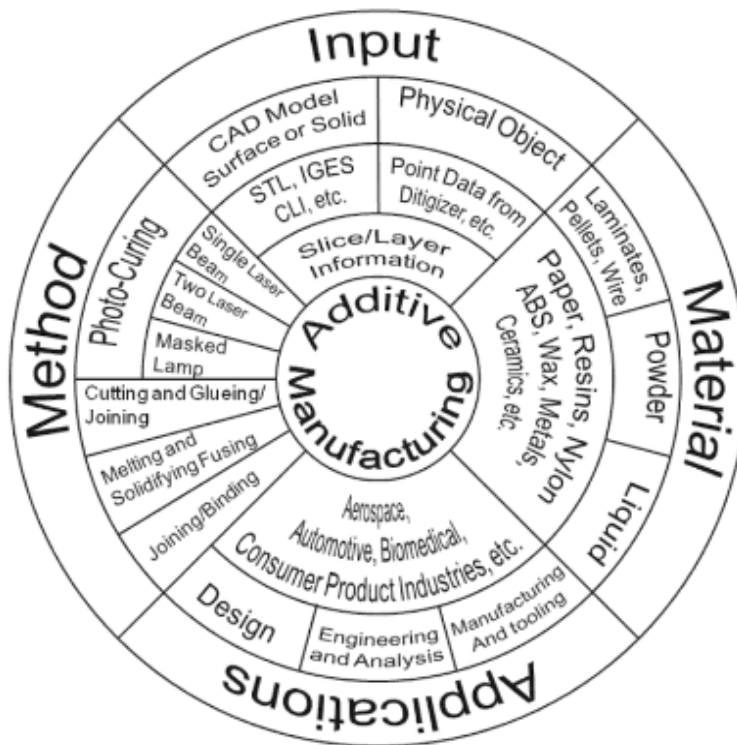 Input
CAD Model
Surface or Solid
Physical Object
STL, IGES
CLI, etc.
Point Data from
Ditigizer, etc.
Slice/Layer
Information
Method
Photo-Curing
Single Laser
Beam
Two Laser
Beam
Masked
Lamp
Cutting and Glueing/
Joining
Melting and
Solidifying Fusing
Joining/Binding
Additive
Manufacturing
Material
Laminates,
Pellets, Wire
Powder
Liquid
Paper, Resins, Nylon
ABS, Wax, Metals,
Ceramics, etc.
Aerospace,
Automotive, Biomedical,
Consumer Product Industries, etc.
Design
Engineering
and Analysis
Manufacturing
And tooling
Applications